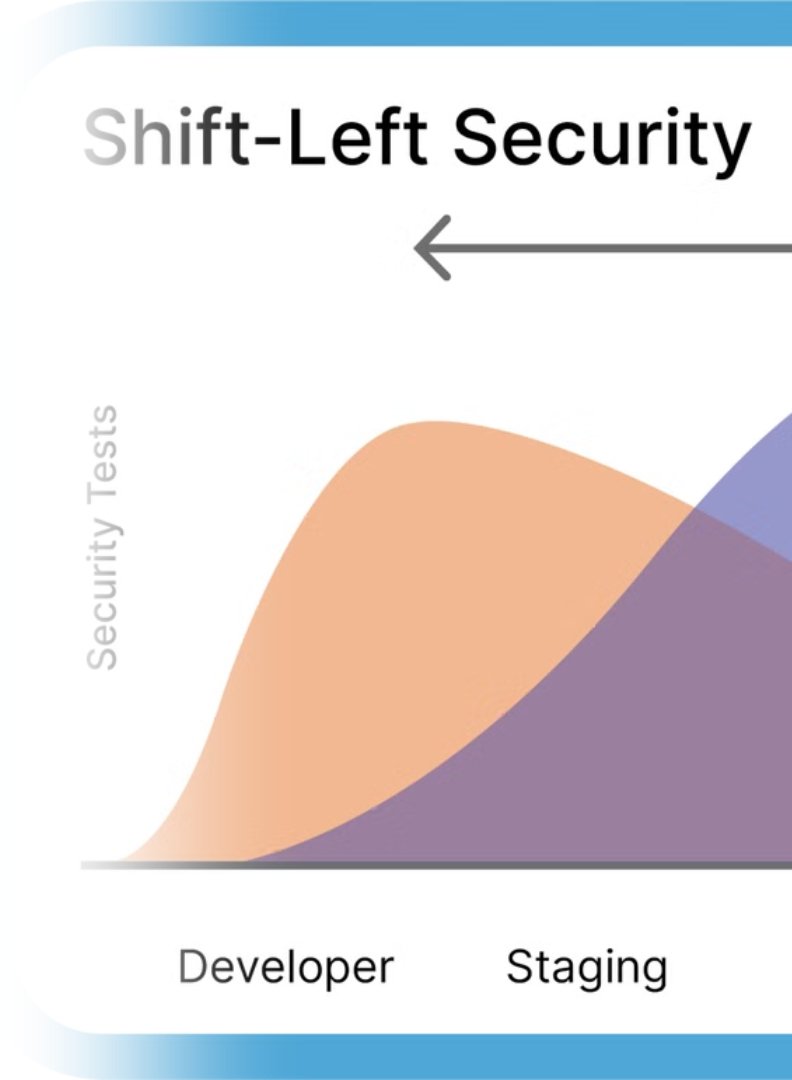 Shift-Left Security
Security Tests
Developer
Staging